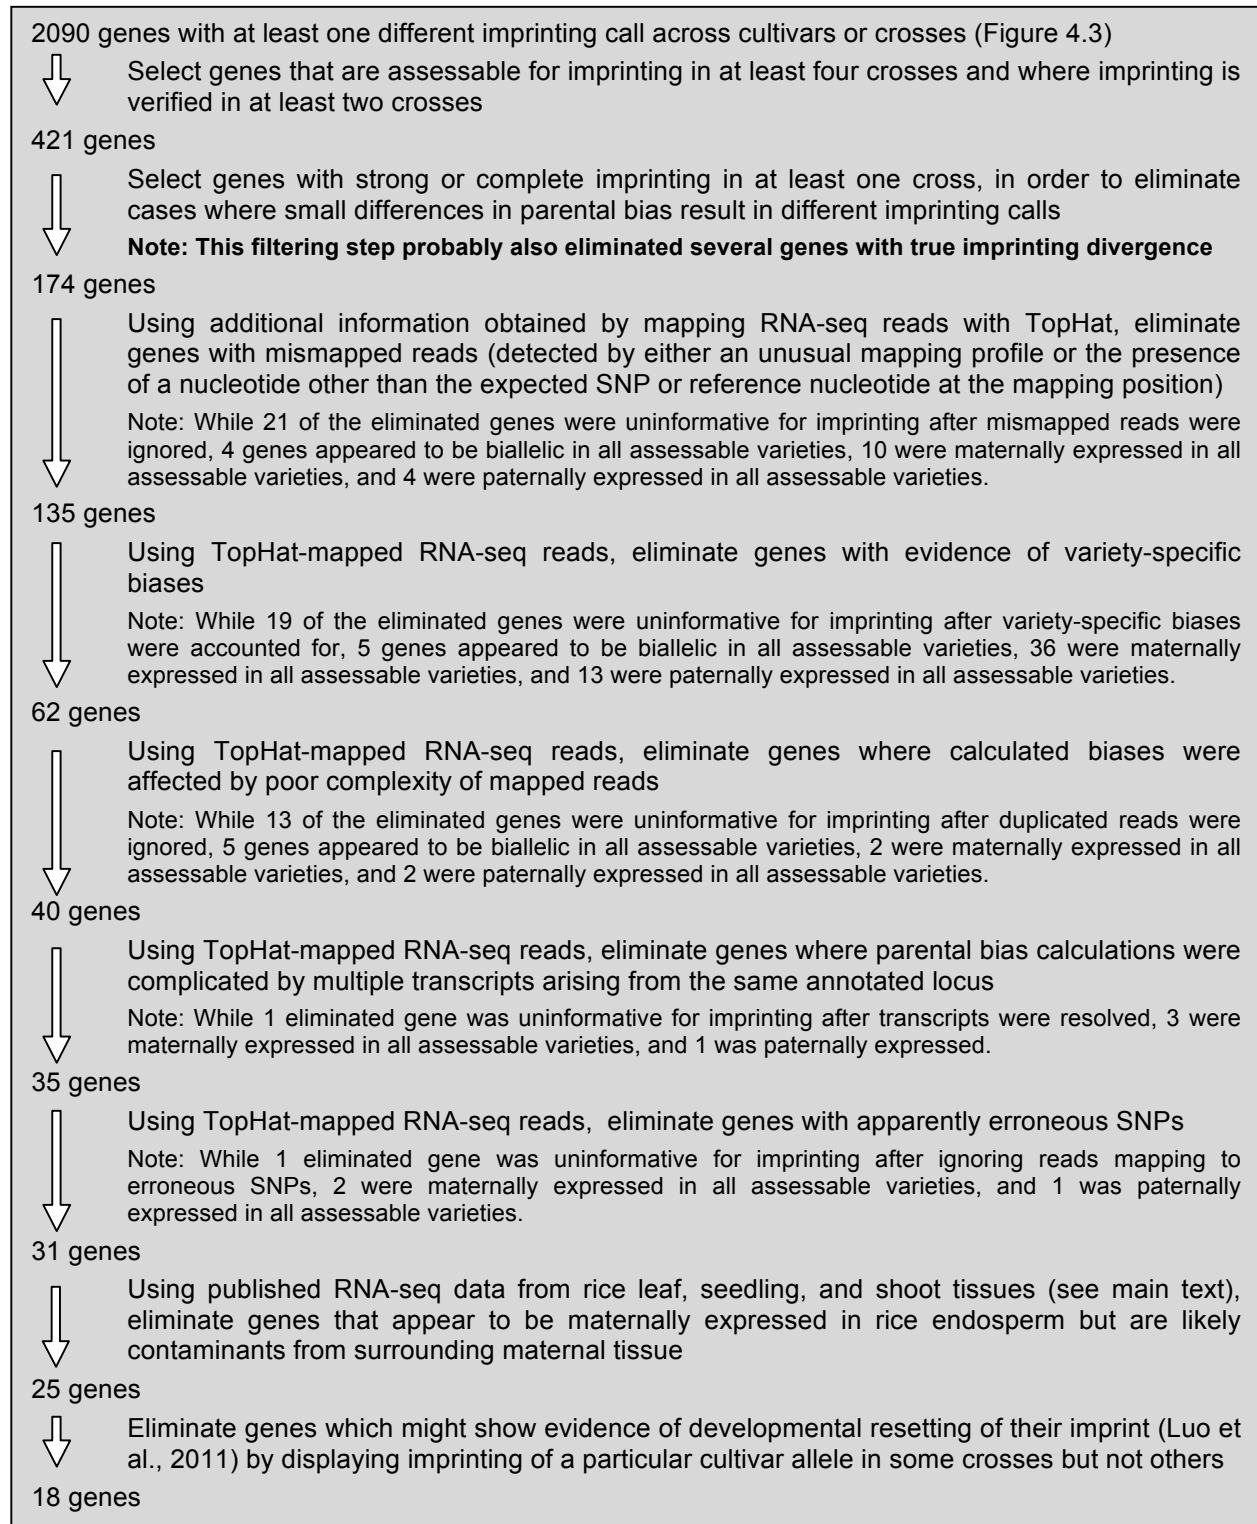 2090 genes with at least one different imprinting call across cultivars or crosses (Figure 4.3)
Select genes that are assessable for imprinting in at least four crosses and where imprinting is
verified in at least two crosses
421 genes
Select genes with strong or complete imprinting in at least one cross, in order to eliminate
cases where small differences in parental bias result in different imprinting calls
Note: This filtering step probably also eliminated several genes with true imprinting divergence
174 genes
Using additional information obtained by mapping RNA-seq reads with TopHat, eliminate
genes with mismapped reads (detected by either an unusual mapping profile or the presence
of a nucleotide other than the expected SNP or reference nucleotide at the mapping position)
Note: While 21 of the eliminated genes were uninformative for imprinting after mismapped reads were
ignored, 4 genes appeared to be biallelic in all assessable varieties, 10 were maternally expressed in all
assessable varieties, and 4 were paternally expressed in all assessable varieties.
135 genes
Using TopHat-mapped RNA-seq reads, eliminate genes with evidence of variety-specific
biases
Note: While 19 of the eliminated genes were uninformative for imprinting after variety-specific biases
were accounted for, 5 genes appeared to be biallelic in all assessable varieties, 36 were maternally
expressed in all assessable varieties, and 13 were paternally expressed in all assessable varieties.
62 genes
Using TopHat-mapped RNA-seq reads, eliminate genes where calculated biases were
affected by poor complexity of mapped reads
Note: While 13 of the eliminated genes were uninformative for imprinting after duplicated reads were
ignored, 5 genes appeared to be biallelic in all assessable varieties, 2 were maternally expressed in all
assessable varieties, and 2 were paternally expressed in all assessable varieties.
40 genes
Using TopHat-mapped RNA-seq reads, eliminate genes where parental bias calculations were
complicated by multiple transcripts arising from the same annotated locus
Note: While 1 eliminated gene was uninformative for imprinting after transcripts were resolved, 3 were
maternally expressed in all assessable varieties, and 1 was paternally expressed.
35 genes
Using TopHat-mapped RNA-seq reads, eliminate genes with apparently erroneous SNPs
Note: While 1 eliminated gene was uninformative for imprinting after ignoring reads mapping to
erroneous SNPs, 2 were maternally expressed in all assessable varieties, and 1 was paternally
expressed in all assessable varieties.
31 genes
Using published RNA-seq data from rice leaf, seedling, and shoot tissues (see main text),
eliminate genes that appear to be maternally expressed in rice endosperm but are likely
contaminants from surrounding maternal tissue
25 genes
Eliminate genes which might show evidence of developmental resetting of their imprint (Luo et
al., 2011) by displaying imprinting of a particular cultivar allele in some crosses but not others
18 genes